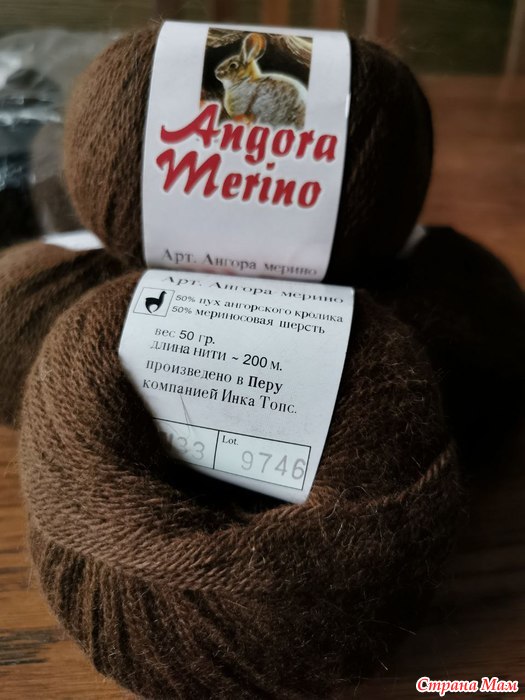 Angora
Merino
Арт. Ангора мерино
Арт. Ангора мерино
50% пух ангорского кролика
50% мериносовая шерсть
вес 50 гр.
длина нити ~ 200 м.
произведено в Перу
компанией Инка Топс.
33
Lot.
9746
Страна Мам